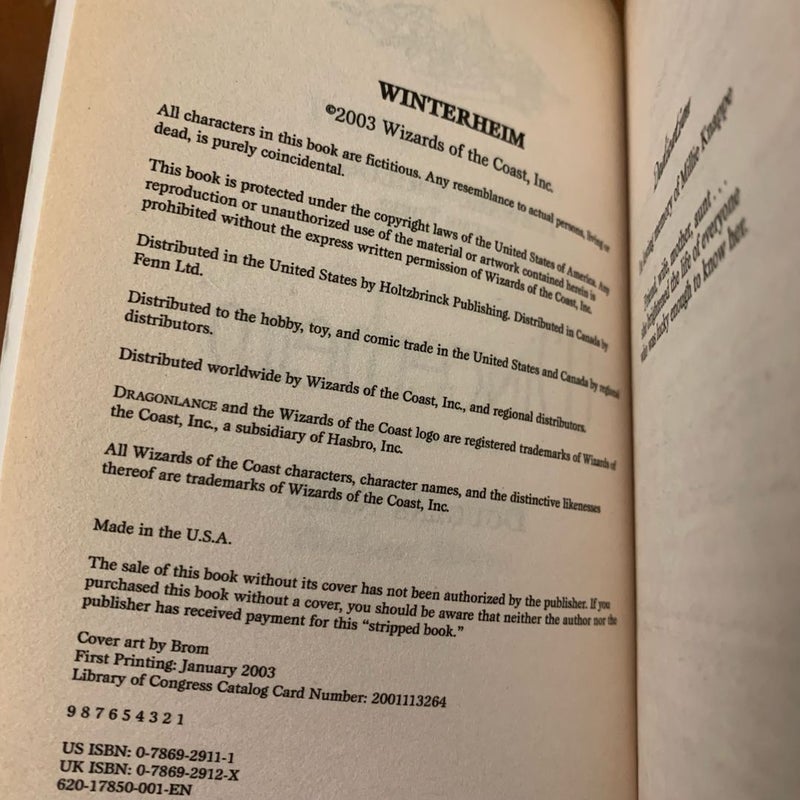 WINTERHEIM
©2003 Wizards of the Coast, Inc.
All characters in this book are fictitious. Any resemblance to actual persons, living or
dead, is purely coincidental.
This book is protected under the copyright laws of the United States of America. Any
reproduction or unauthorized use of the material or artwork contained herein is
prohibited without the express written permission of Wizards of the Coast, Inc.
Distributed in the United States by Holtzbrinck Publishing. Distributed in Canada by
Fenn Ltd.
Distributed to the hobby, toy, and comic trade in the United States and Canada by regional
distributors.
Distributed worldwide by Wizards of the Coast, Inc., and regional distributors.
DRAGONLANCE and the Wizards of the Coast logo are registered trademarks of Wizards of
the Coast, Inc., a subsidiary of Hasbro, Inc.
All Wizards of the Coast characters, character names, and the distinctive likenesses
thereof are trademarks of Wizards of the Coast, Inc.
Made in the U.S.A.
The sale of this book without its cover has not been authorized by the publisher. If you
purchased this book without a cover, you should be aware that neither the author nor the
publisher has received payment for this “stripped book.”
Cover art by Brom
First Printing: January 2003
Library of Congress Catalog Card Number: 2001113264
9 8 7 6 5 4 3 2 1
US ISBN: 0-7869-2911-1
UK ISBN: 0-7869-2912-X
620-17850-001-EN
Dedication
In loving memory of Millie
Friend, wife, mother, aunt . . .
she brightened the life of everyone
who was lucky enough to know her.